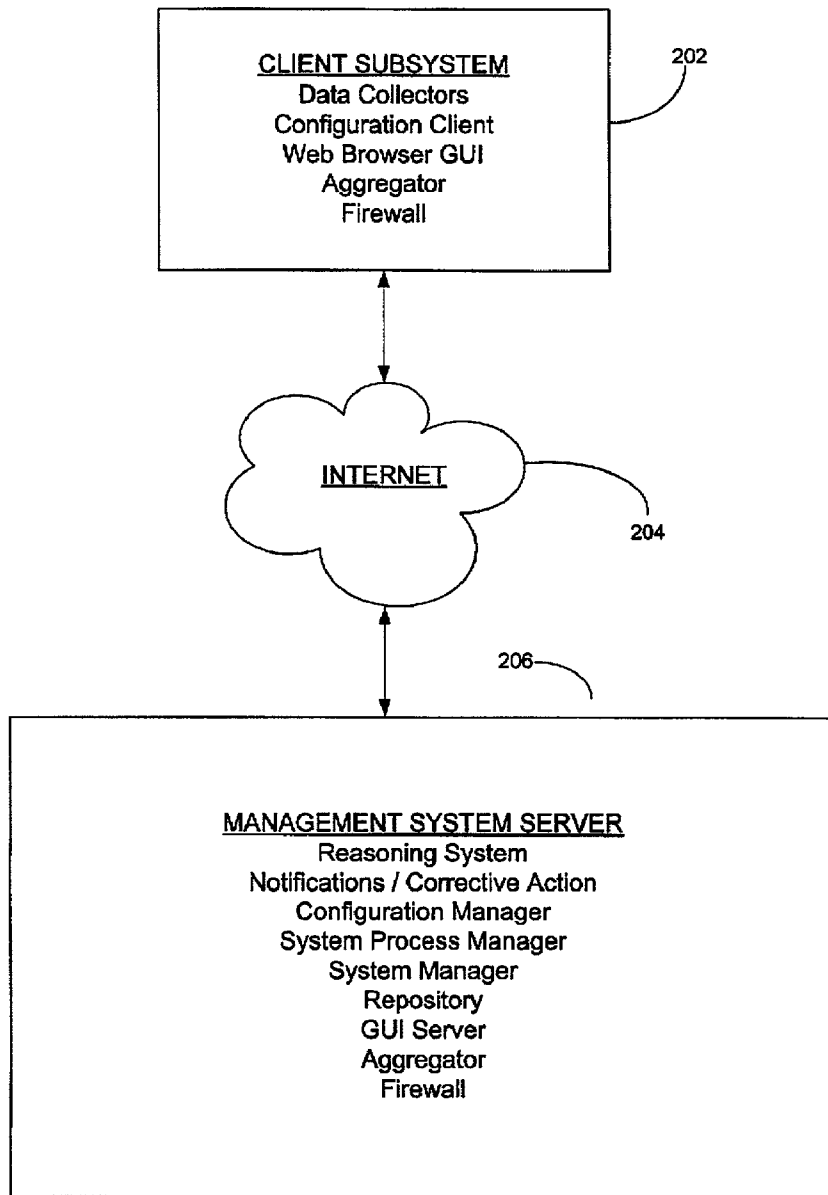 CLIENT SUBSYSTEM
Data Collectors
Configuration Client
Web Browser GUI
Aggregator
Firewall
202
INTERNET
204
206
MANAGEMENT SYSTEM SERVER
Reasoning System
Notifications / Corrective Action
Configuration Manager
System Process Manager
System Manager
Repository
GUI Server
Aggregator
Firewall